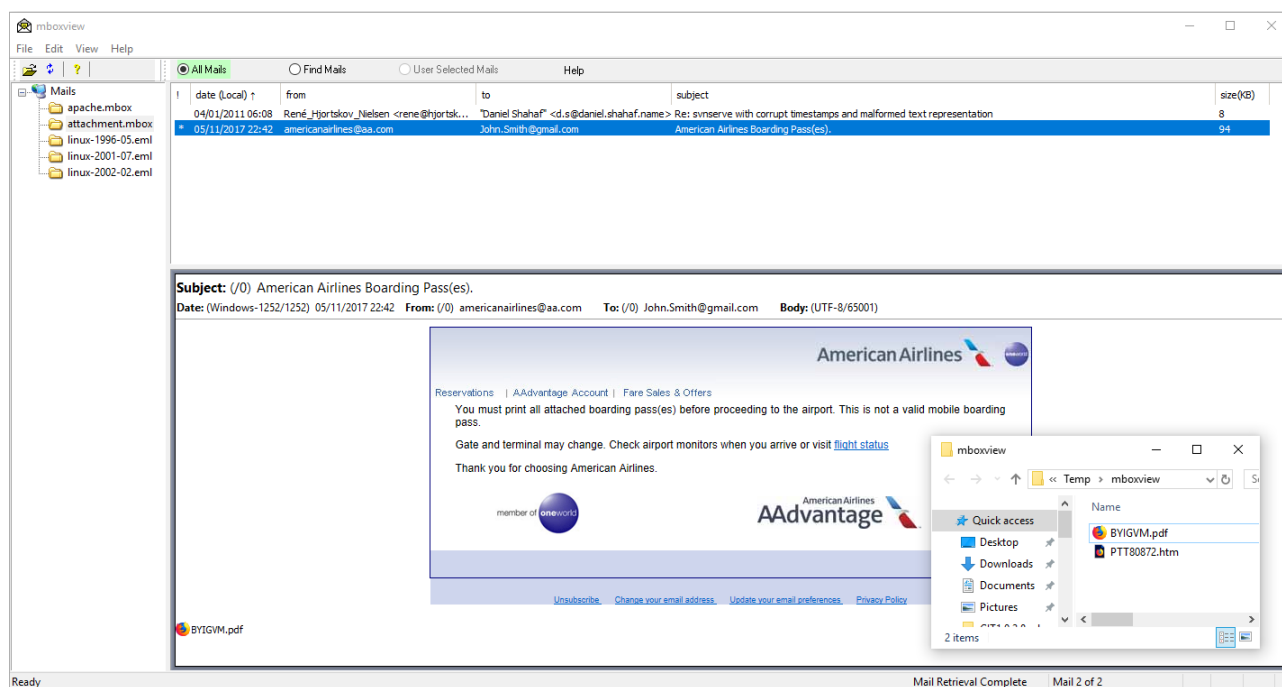 mboxview
File Edit View Help
All Mails Find Mails User Selected Mails Help
Mails
apache.mbox
attachment.mbox
linux-1996-05.eml
linux-2001-07.eml
linux-2002-02.eml
! date (Local) ↑ from to subject size(KB)
04/01/2011 06:08 René_Hjortskov_Nielsen <rene@hjortsk... "Daniel Shahaf" <d.s@daniel.shahaf.name> Re: svnserve with corrupt timestamps and malformed text representation 8
* 05/11/2017 22:42 americanairlines@aa.com John.Smith@gmail.com American Airlines Boarding Pass(es). 94
Subject: (/0) American Airlines Boarding Pass(es).
Date: (Windows-1252/1252) 05/11/2017 22:42 From: (/0) americanairlines@aa.com To: (/0) John.Smith@gmail.com Body: (UTF-8/65001)
American Airlines oneworld
Reservations | AAdvantage Account | Fare Sales & Offers
You must print all attached boarding pass(es) before proceeding to the airport. This is not a valid mobile boarding
pass.
Gate and terminal may change. Check airport monitors when you arrive or visit flight status
Thank you for choosing American Airlines.
member of oneworld
American Airlines
AAdvantage
Unsubscribe Change your email address Update your email preferences Privacy Policy
BYIGVM.pdf
mboxview
« Temp > mboxview
Name
Quick access
Desktop
Downloads
Documents
Pictures
BYIGVM.pdf
PTT80872.htm
2 items
Ready Mail Retrieval Complete Mail 2 of 2